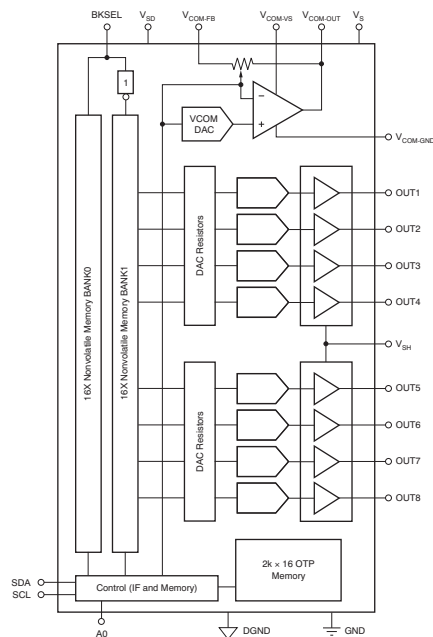 BKSEL
V_SD
V_COM-FB
V_COM-VS
V_COM-OUT
V_S
1
VCOM
DAC
−
+
V_COM-GND
16X Nonvolatile Memory BANK0
16X Nonvolatile Memory BANK1
DAC Resistors
OUT1
OUT2
OUT3
OUT4
V_SH
DAC Resistors
OUT5
OUT6
OUT7
OUT8
2k × 16 OTP
Memory
SDA
SCL
Control (IF and Memory)
A0
DGND
GND